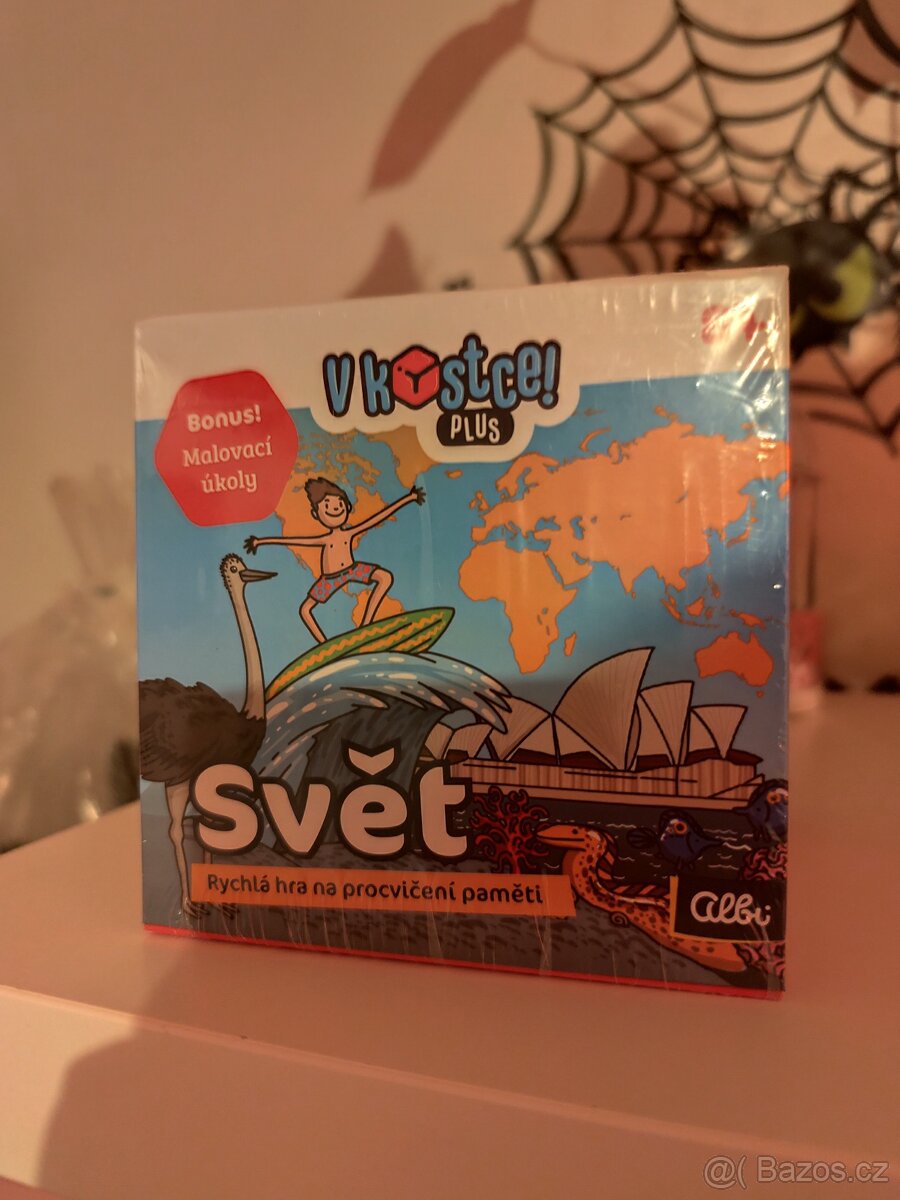 V kostce!
PLUS
Bonus!
Malovací
úkoly
Svět
Rychlá hra na procvičení paměti
albi
@( Bazos.cz